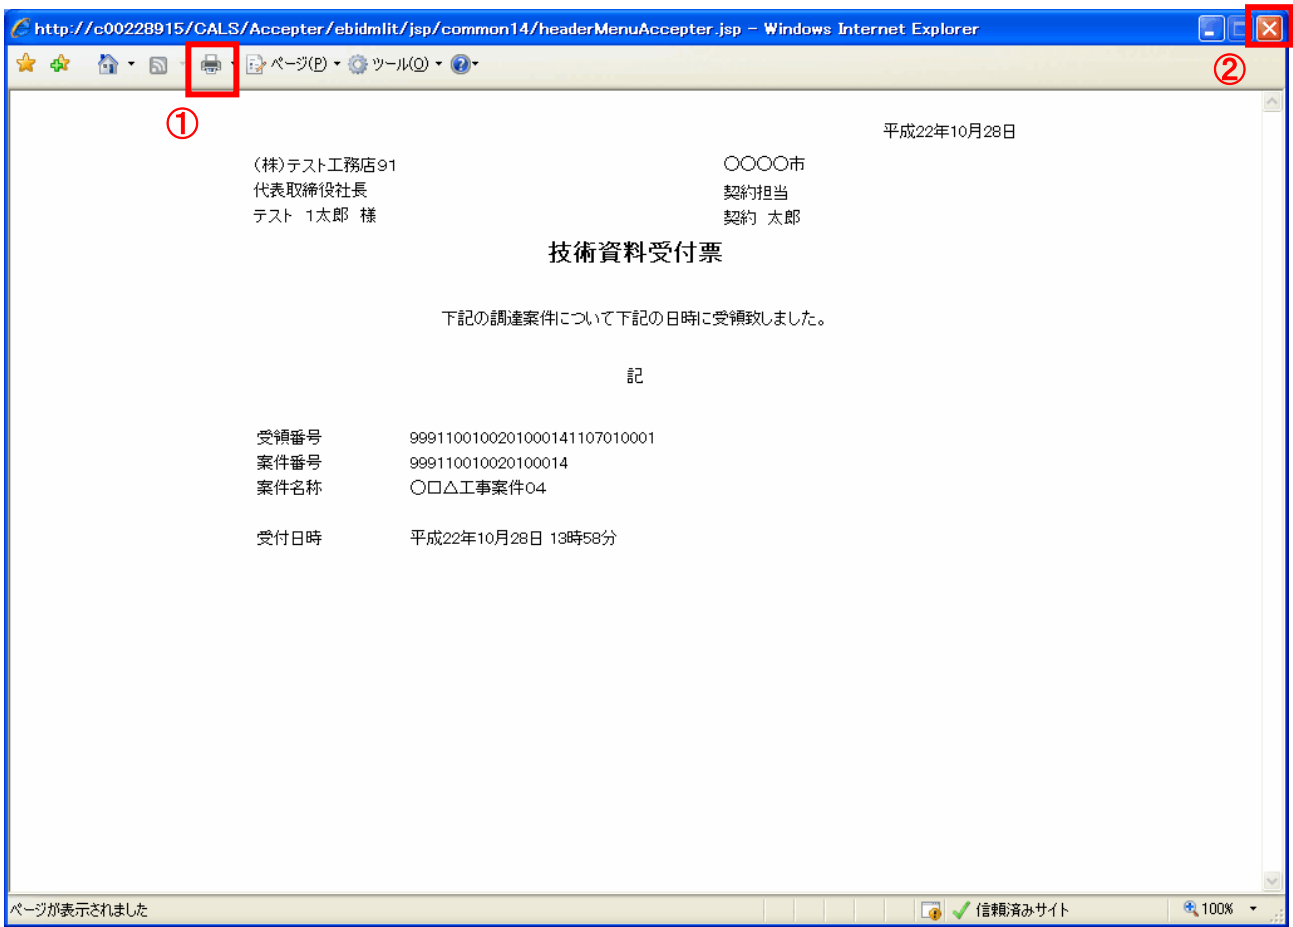 http://c00228915/CALS/Accepter/ebidmlit/jsp/common14/headerMenuAccepter.jsp - Windows Internet Explorer
ページ(P) ツール(O)
①
②
平成22年10月28日
(株)テスト工務店91
〇〇〇〇市
代表取締役社長
契約担当
テスト 1太郎 様
契約 太郎
技術資料受付票
下記の調達案件について下記の日時に受領致しました。
記
受領番号 9991100100201000141107010001
案件番号 999110010020100014
案件名称 〇口△工事案件04
受付日時 平成22年10月28日 13時58分
ページが表示されました
信頼済みサイト
100%